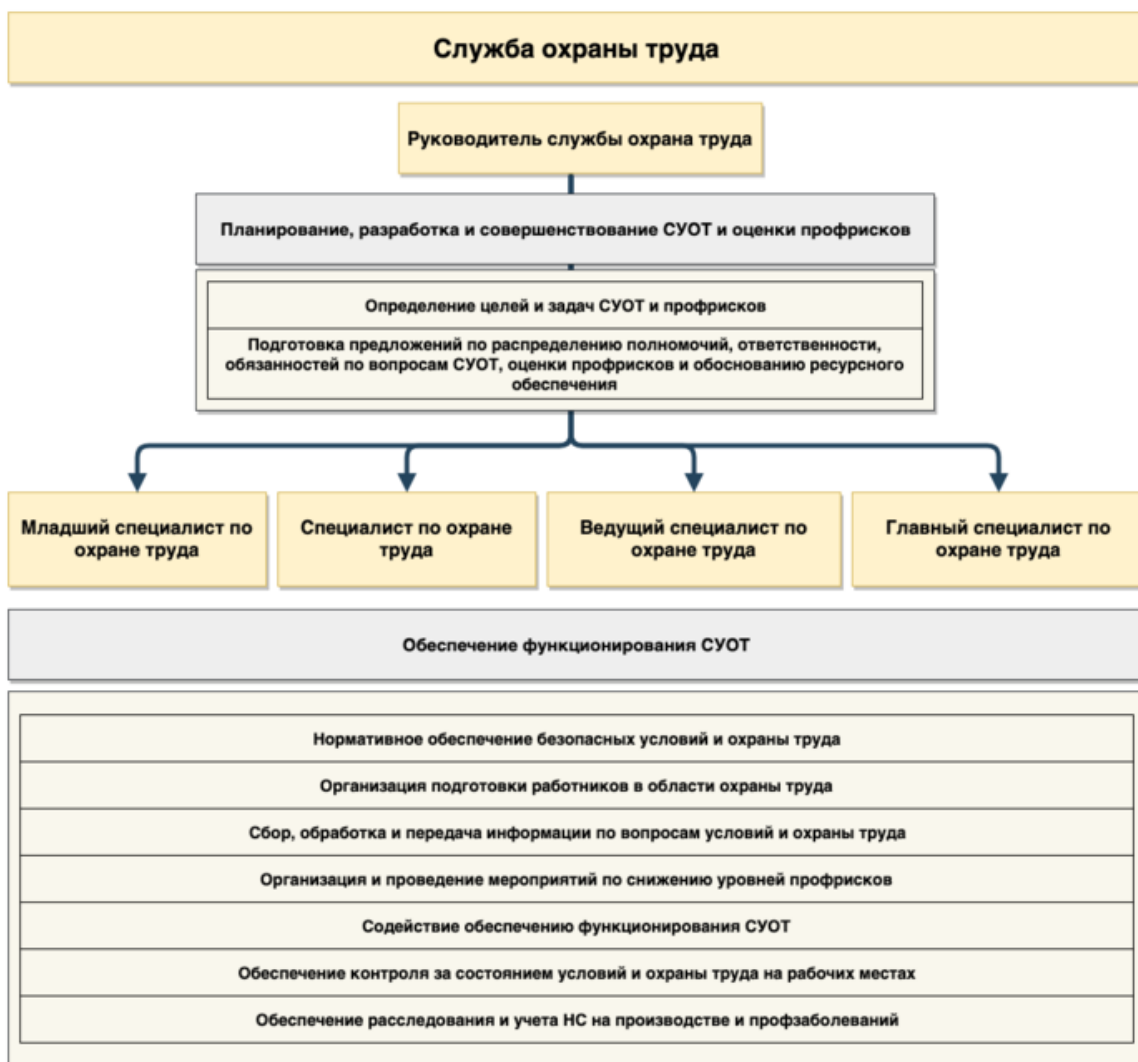 Служба охраны труда
Руководитель службы охрана труда
Планирование, разработка и совершенствование СУОТ и оценки профрисков
Определение целей и задач СУОТ и профрисков
Подготовка предложений по распределению полномочий, ответственности,
обязанностей по вопросам СУОТ, оценки профрисков и обоснованию ресурсного
обеспечения
Младший специалист по
охране труда
Специалист по охране
труда
Ведущий специалист по
охране труда
Главный специалист по
охране труда
Обеспечение функционирования СУОТ
Нормативное обеспечение безопасных условий и охраны труда
Организация подготовки работников в области охраны труда
Сбор, обработка и передача информации по вопросам условий и охраны труда
Организация и проведение мероприятий по снижению уровней профрисков
Содействие обеспечению функционирования СУОТ
Обеспечение контроля за состоянием условий и охраны труда на рабочих местах
Обеспечение расследования и учета НС на производстве и профзаболеваний